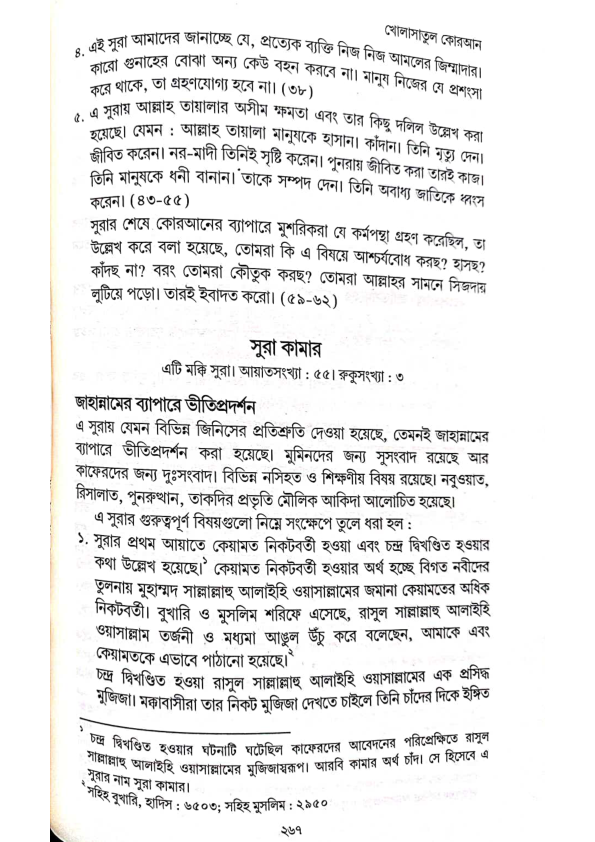 খোলাসাতুল কোরআন
৪. এই সুরা আমাদের জানাচ্ছে যে, প্রত্যেক ব্যক্তি নিজ নিজ আমলের জিম্মাদার।
কারো গুনাহের বোঝা অন্য কেউ বহন করবে না। মানুষ নিজের যে প্রশংসা
করে থাকে, তা গ্রহণযোগ্য হবে না। (৩৮)
৫. এ সুরায় আল্লাহ তায়ালার অসীম ক্ষমতা এবং তার কিছু দলিল উল্লেখ করা
হয়েছে। যেমন : আল্লাহ তায়ালা মানুষকে হাসান। কাঁদান। তিনি মৃত্যু দেন।
জীবিত করেন। নর-মাদী তিনিই সৃষ্টি করেন। পুনরায় জীবিত করা তারই কাজ।
তিনি মানুষকে ধনী বানান। তাকে সম্পদ দেন। তিনি অবাধ্য জাতিকে ধ্বংস
করেন। (৪৩-৫৫)
সুরার শেষে কোরআনের ব্যাপারে মুশরিকরা যে কর্মপন্থা গ্রহণ করেছিল, তা
উল্লেখ করে বলা হয়েছে, তোমরা কি এ বিষয়ে আশ্চর্যবোধ করছ? হাসছ?
কাঁদছ না? বরং তোমরা কৌতুক করছ? তোমরা আল্লাহর সামনে সিজদায়
লুটিয়ে পড়ো। তারই ইবাদত করো। (৫৯-৬২)
সুরা কামার
এটি মক্কি সুরা। আয়াতসংখ্যা : ৫৫। রুকুসংখ্যা : ৩
জাহান্নামের ব্যাপারে ভীতিপ্রদর্শন
এ সুরায় যেমন বিভিন্ন জিনিসের প্রতিশ্রুতি দেওয়া হয়েছে, তেমনই জাহান্নামের
ব্যাপারে ভীতিপ্রদর্শন করা হয়েছে। মুমিনদের জন্য সুসংবাদ রয়েছে আর
কাফেরদের জন্য দুঃসংবাদ। বিভিন্ন নসিহত ও শিক্ষণীয় বিষয় রয়েছে। নবুওয়াত,
রিসালাত, পুনরুত্থান, তাকদির প্রভৃতি মৌলিক আকিদা আলোচিত হয়েছে।
এ সুরার গুরুত্বপূর্ণ বিষয়গুলো নিম্নে সংক্ষেপে তুলে ধরা হল :
১. সুরার প্রথম আয়াতে কেয়ামত নিকটবর্তী হওয়া এবং চন্দ্র দ্বিখণ্ডিত হওয়ার
কথা উল্লেখ হয়েছে।১ কেয়ামত নিকটবর্তী হওয়ার অর্থ হচ্ছে বিগত নবীদের
তুলনায় মুহাম্মদ সাল্লাল্লাহু আলাইহি ওয়াসাল্লামের জমানা কেয়ামতের অধিক
নিকটবর্তী। বুখারি ও মুসলিম শরিফে এসেছে, রাসুল সাল্লাল্লাহু আলাইহি
ওয়াসাল্লাম তর্জনী ও মধ্যমা আঙুল উঁচু করে বলেছেন, আমাকে এবং
কেয়ামতকে এভাবে পাঠানো হয়েছে।২
চন্দ্র দ্বিখণ্ডিত হওয়া রাসুল সাল্লাল্লাহু আলাইহি ওয়াসাল্লামের এক প্রসিদ্ধ
মুজিজা। মক্কাবাসীরা তার নিকট মুজিজা দেখতে চাইলে তিনি চাঁদের দিকে ইঙ্গিত
১ চন্দ্র দ্বিখণ্ডিত হওয়ার ঘটনাটি ঘটেছিল কাফেরদের আবেদনের পরিপ্রেক্ষিতে রাসুল
সাল্লাল্লাহু আলাইহি ওয়াসাল্লামের মুজিজাস্বরূপ। আরবি কামার অর্থ চাঁদ। সে হিসেবে এ
সুরার নাম সুরা কামার।
২ সহিহ বুখারি, হাদিস : ৬৫০৩; সহিহ মুসলিম : ২৯৫০
২৬৭